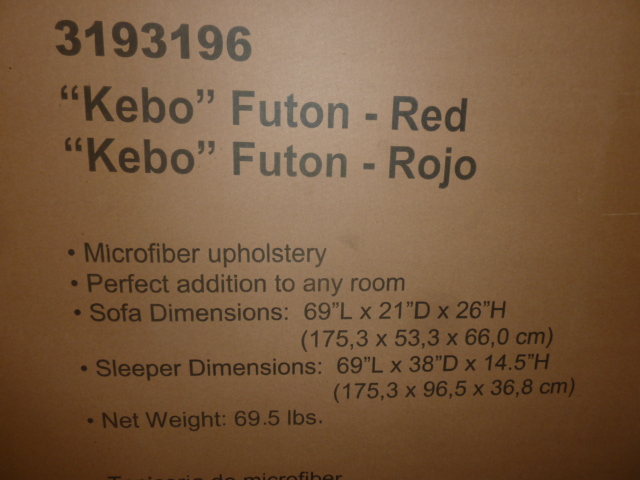 3193196
“Kebo” Futon - Red
“Kebo” Futon - Rojo
• Microfiber upholstery
• Perfect addition to any room
• Sofa Dimensions: 69”L x 21”D x 26”H
(175,3 x 53,3 x 66,0 cm)
• Sleeper Dimensions: 69”L x 38”D x 14.5”H
(175,3 x 96,5 x 36,8 cm)
• Net Weight: 69.5 lbs.
de microfiber